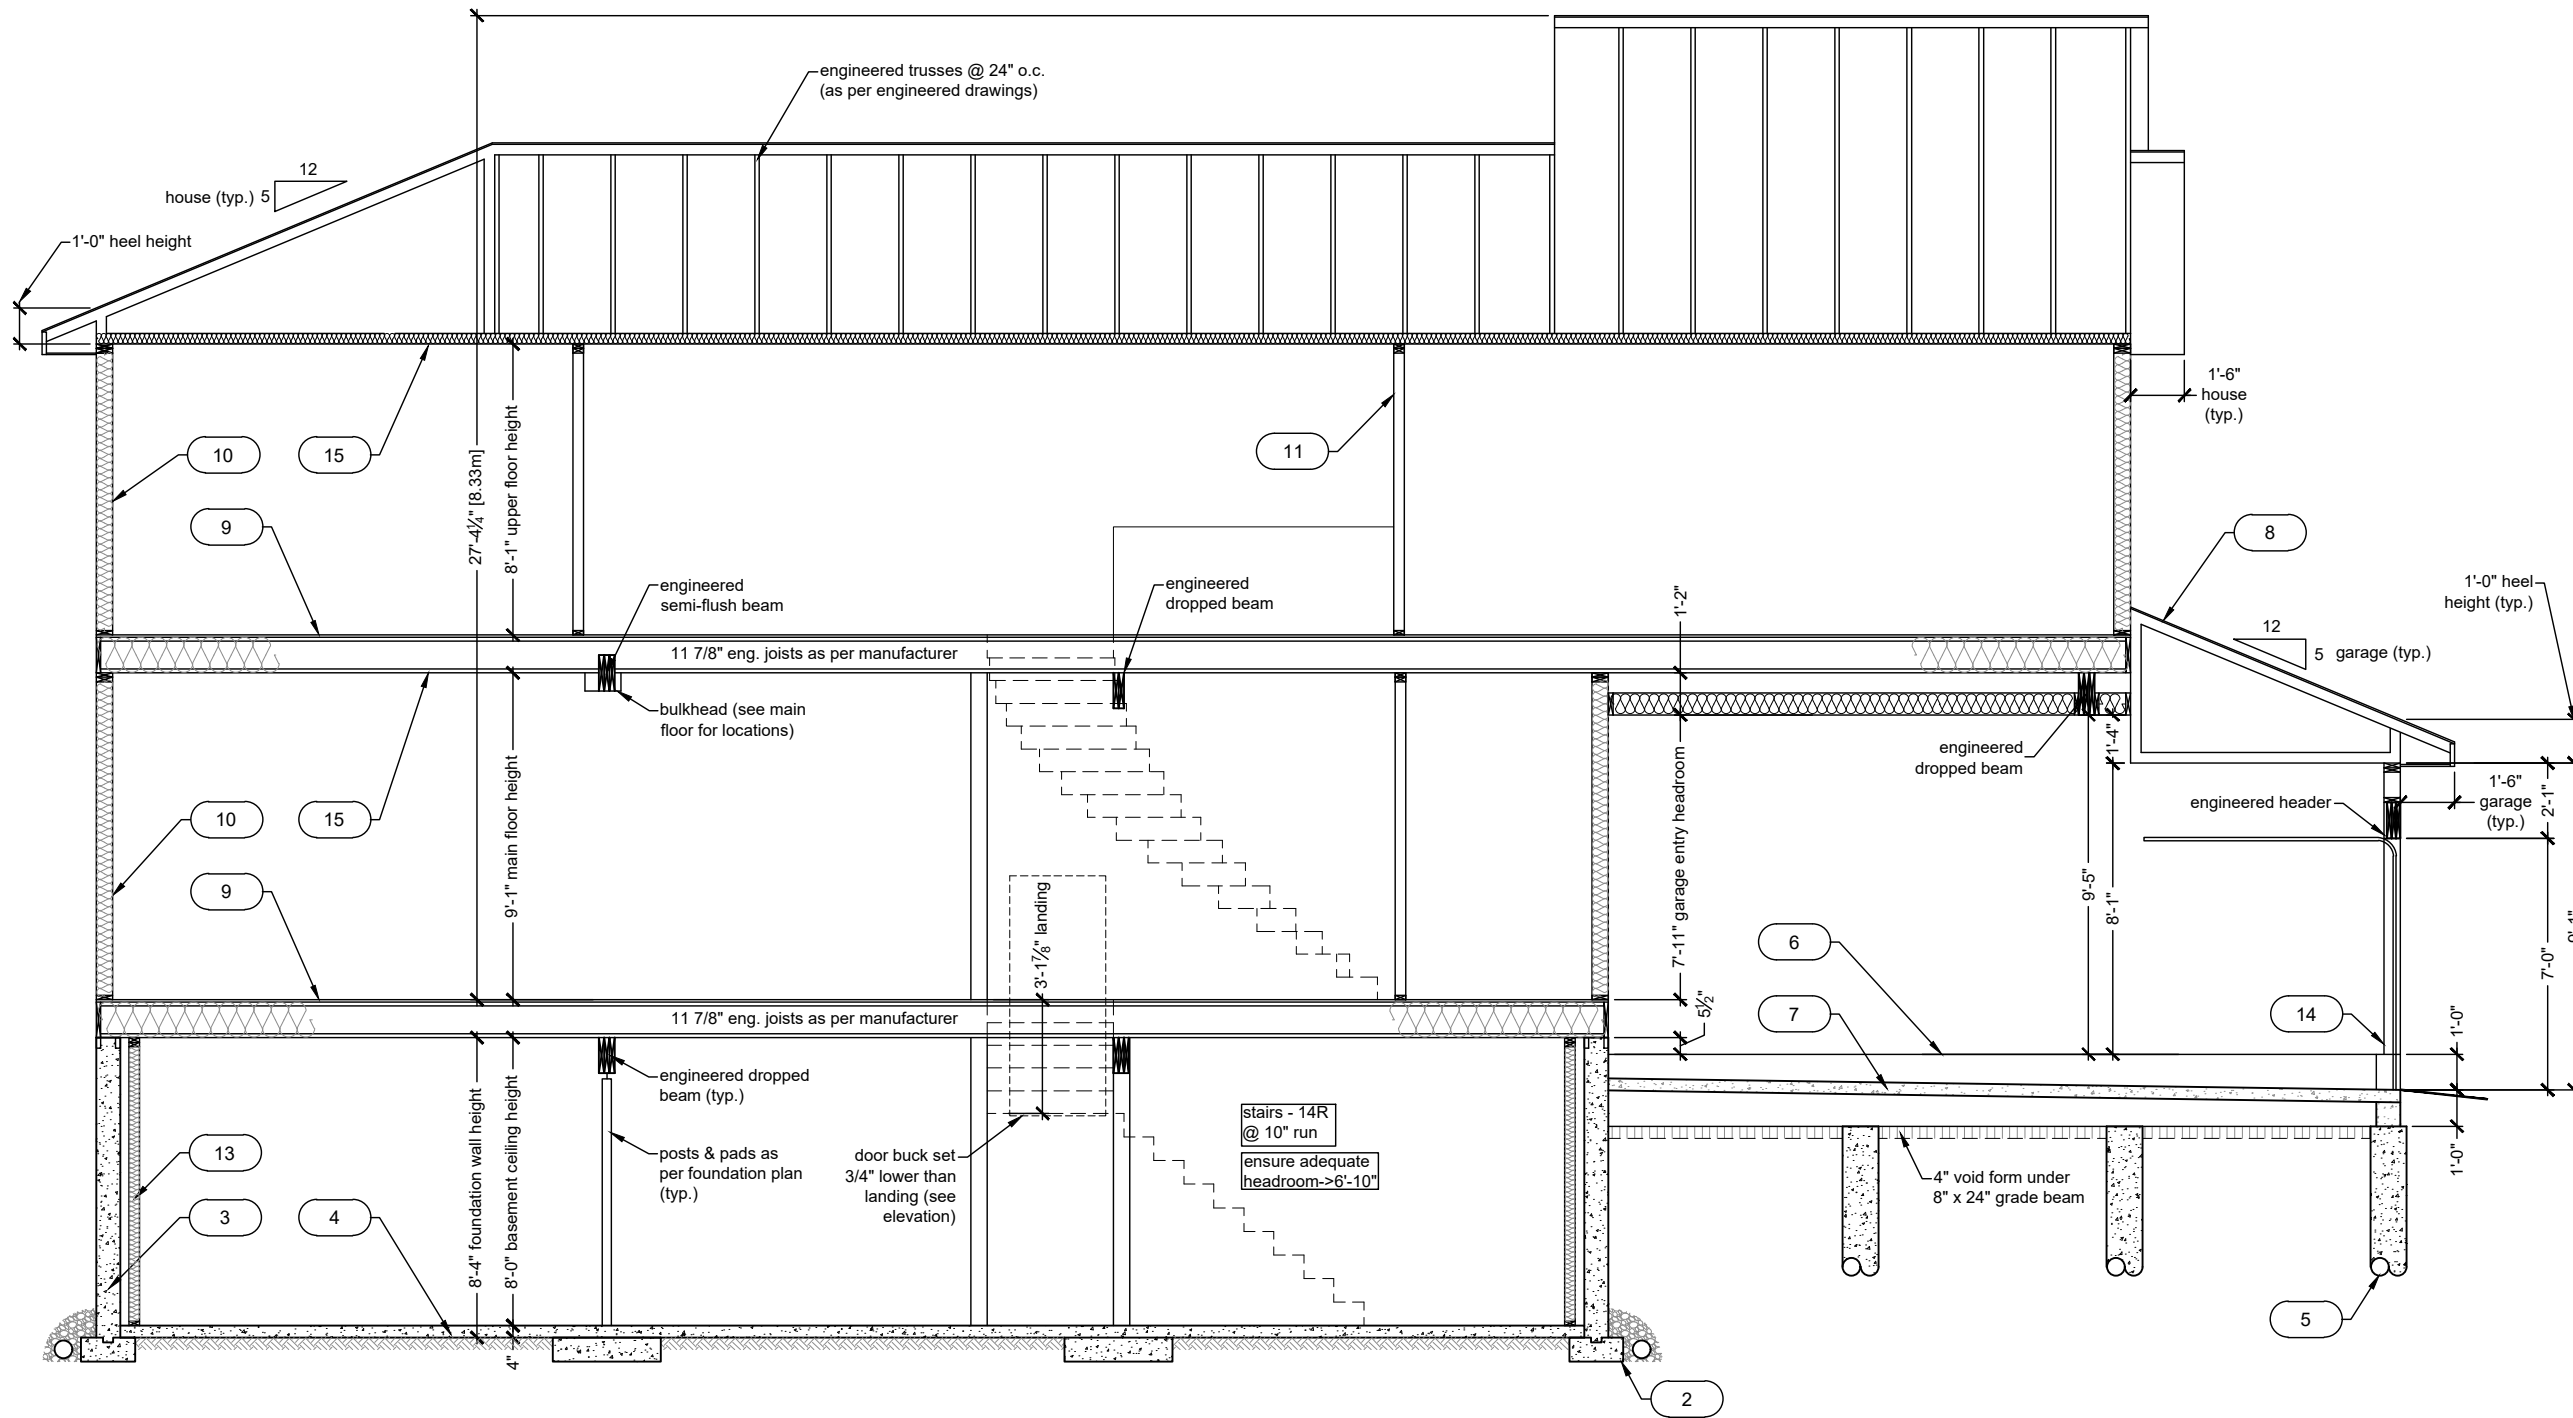 engineered trusses @ 24" o.c.
(as per engineered drawings)
12
house (typ.) 5
1'-0" heel height
1'-6"
house
(typ.)
10
15
11
9
27'-4¼" [8.33m]
8'-1" upper floor height
8
1'-0" heel
height (typ.)
12
5 garage (typ.)
engineered
semi-flush beam
engineered
dropped beam
1'-2"
11 7/8" eng. joists as per manufacturer
bulkhead (see main
floor for locations)
engineered
dropped beam
1'-4"
engineered header
1'-6"
garage
(typ.)
2'-1"
10
15
9
9'-1" main floor height
3'-1⅞" landing
7'-11" garage entry headroom
9'-5"
8'-1"
7'-0"
6
7
14
5½"
1'-0"
1'-0"
11 7/8" eng. joists as per manufacturer
engineered dropped
beam (typ.)
posts & pads as
per foundation plan
(typ.)
door buck set
3/4" lower than
landing (see
elevation)
stairs - 14R
@ 10" run
ensure adequate
headroom->6'-10"
4" void form under
8" x 24" grade beam
13
3
4
8'-4" foundation wall height
8'-0" basement ceiling height
4"
5
2